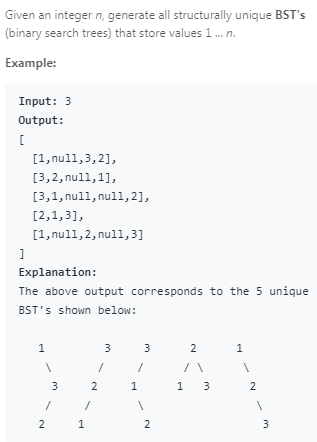 Given an integer n, generate all structurally unique BST's
(binary search trees) that store values 1 ... n.
Example:
Input: 3
Output:
[
  [1,null,3,2],
  [3,2,null,1],
  [3,1,null,null,2],
  [2,1,3],
  [1,null,2,null,3]
]
Explanation:
The above output corresponds to the 5 unique
BST's shown below:
   1         3     3      2      1
    \       /     /      / \      \
     3     2     1      1   3      2
    /     /       \                 \
   2     1         2                 3